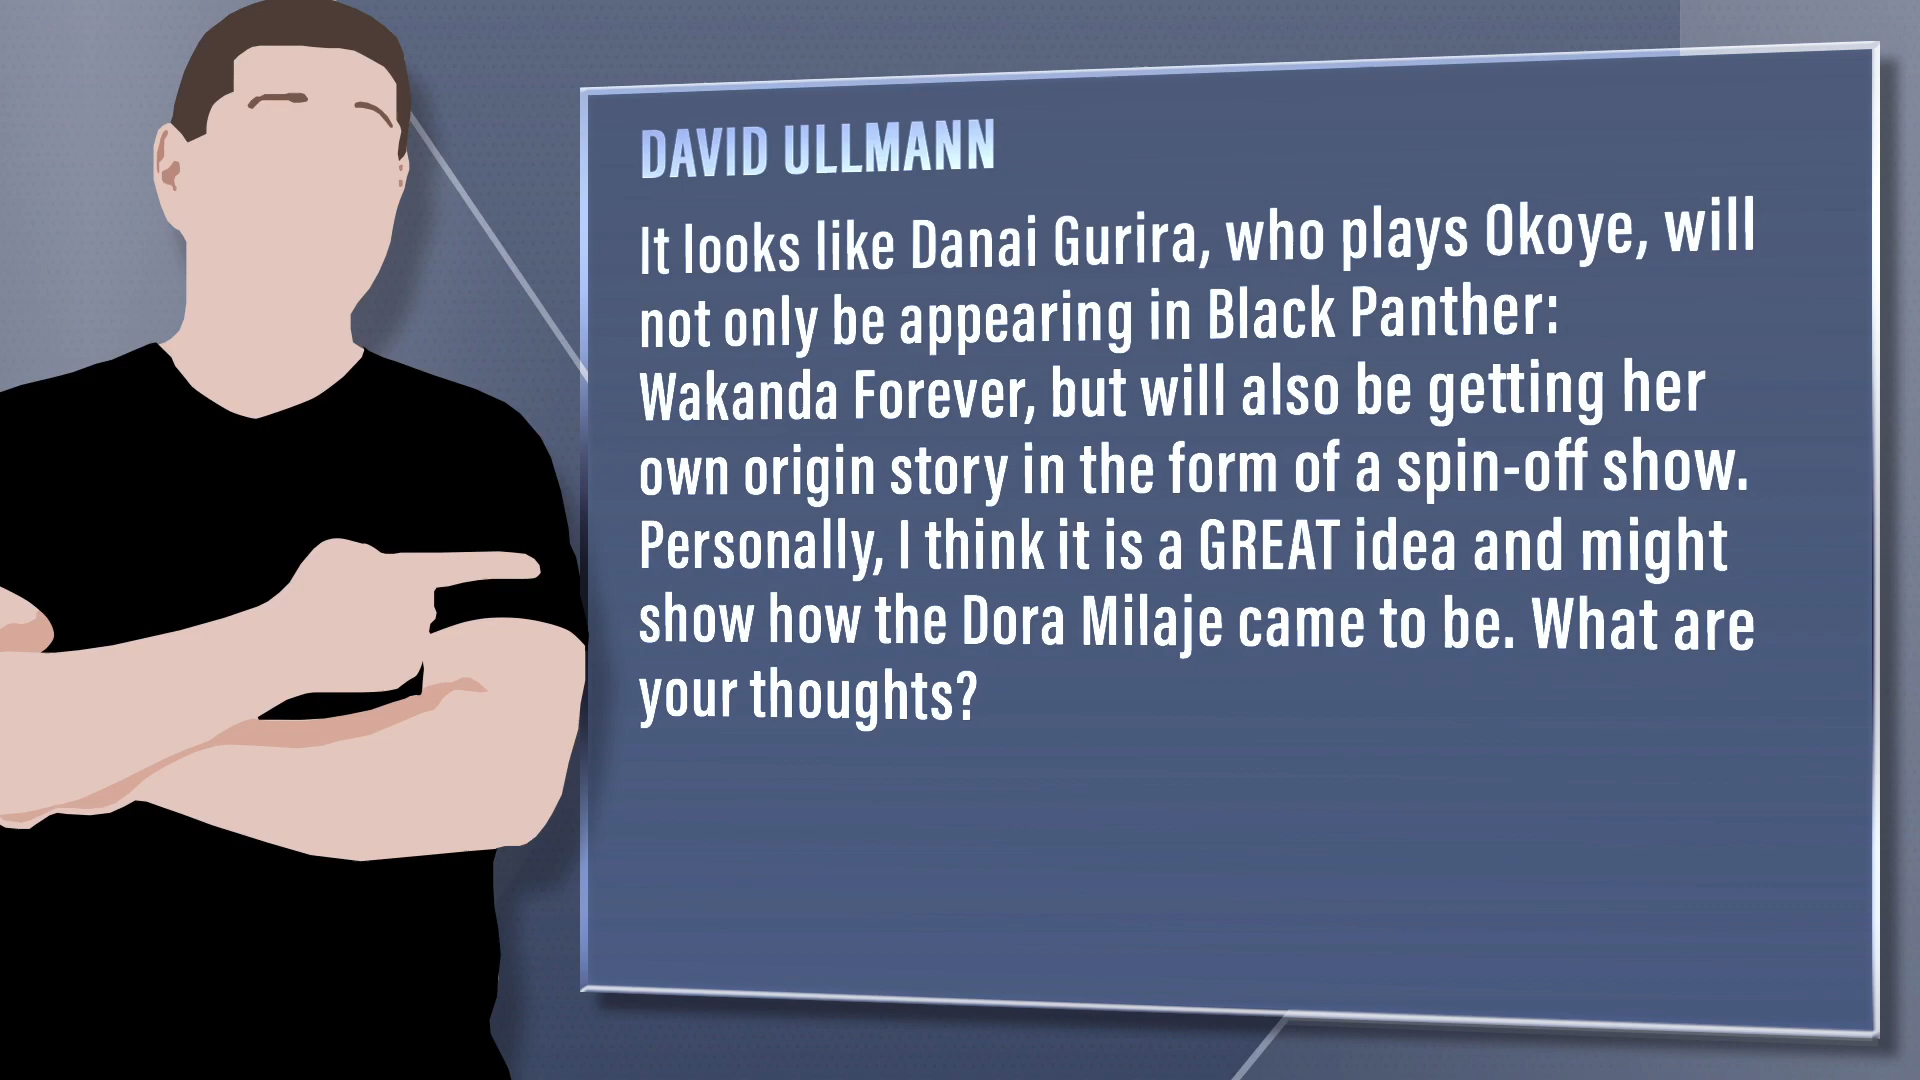 DAVID ULLMANN
It looks like Danai Gurira, who plays Okoye, will
not only be appearing in Black Panther:
Wakanda Forever, but will also be getting her
own origin story in the form of a spin-off show.
Personally, I think it is a GREAT idea and might
show how the Dora Milaje came to be. What are
your thoughts?